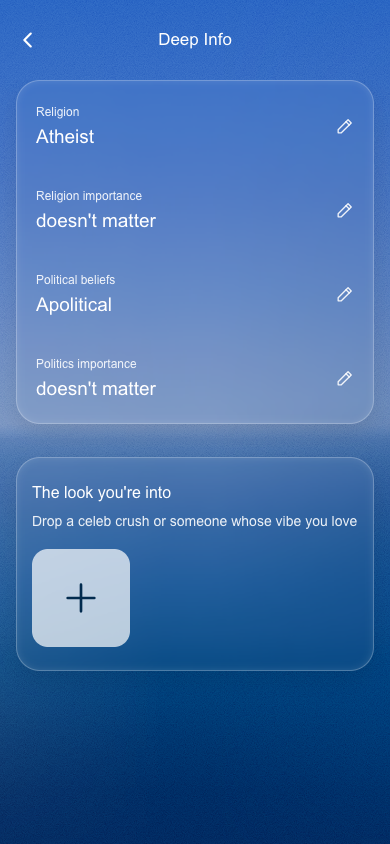 Deep Info
Religion
Atheist
Religion importance
doesn't matter
Political beliefs
Apolitical
Politics importance
doesn't matter
The look you're into
Drop a celeb crush or someone whose vibe you love